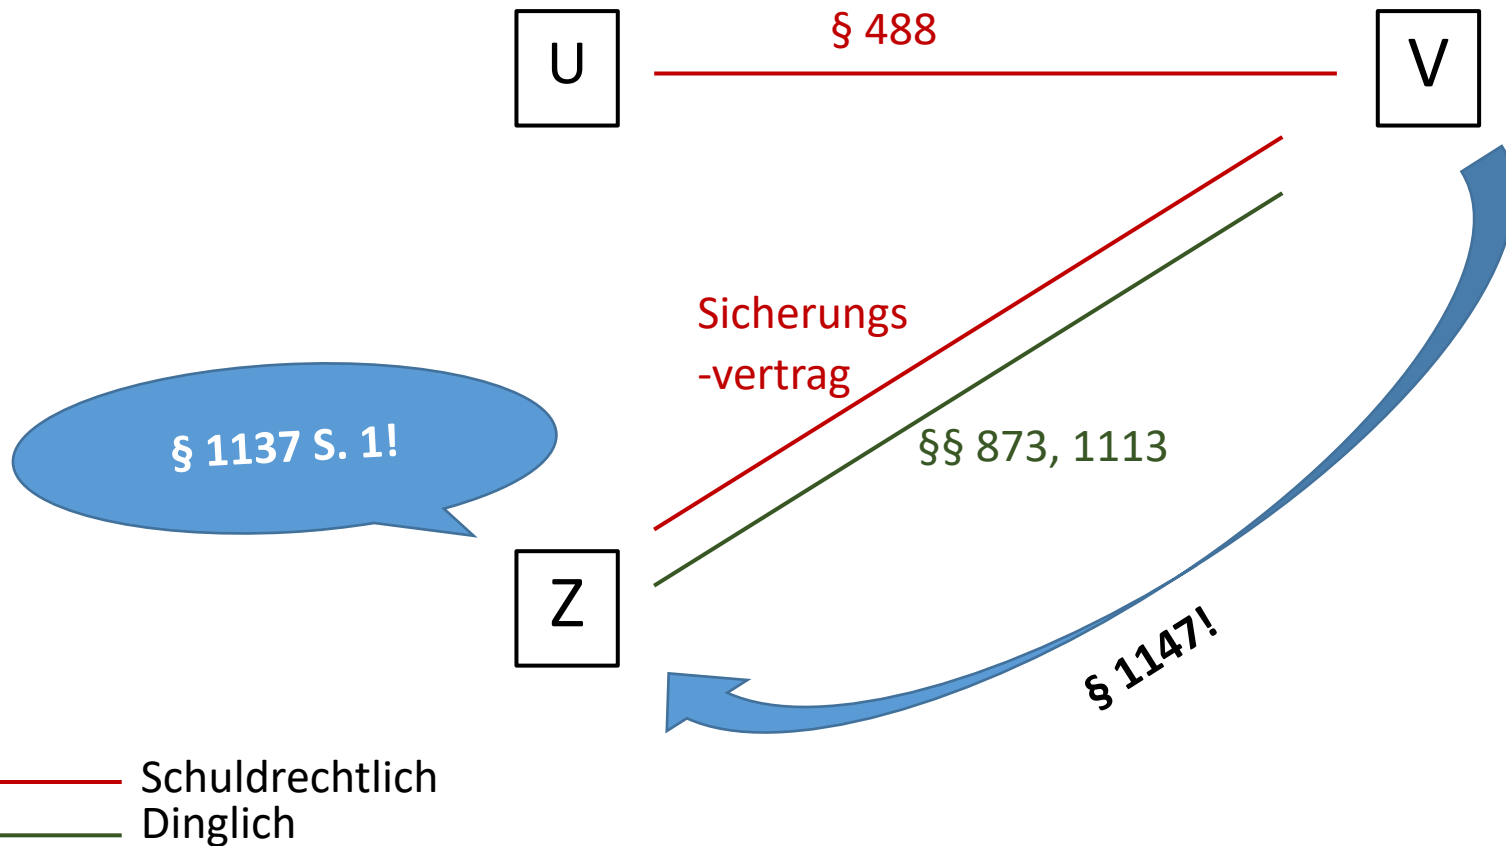 § 488
U
V
Sicherungs
-vertrag
§ 1137 S. 1!
§§ 873, 1113
Z
§ 1147!
Schuldrechtlich
Dinglich